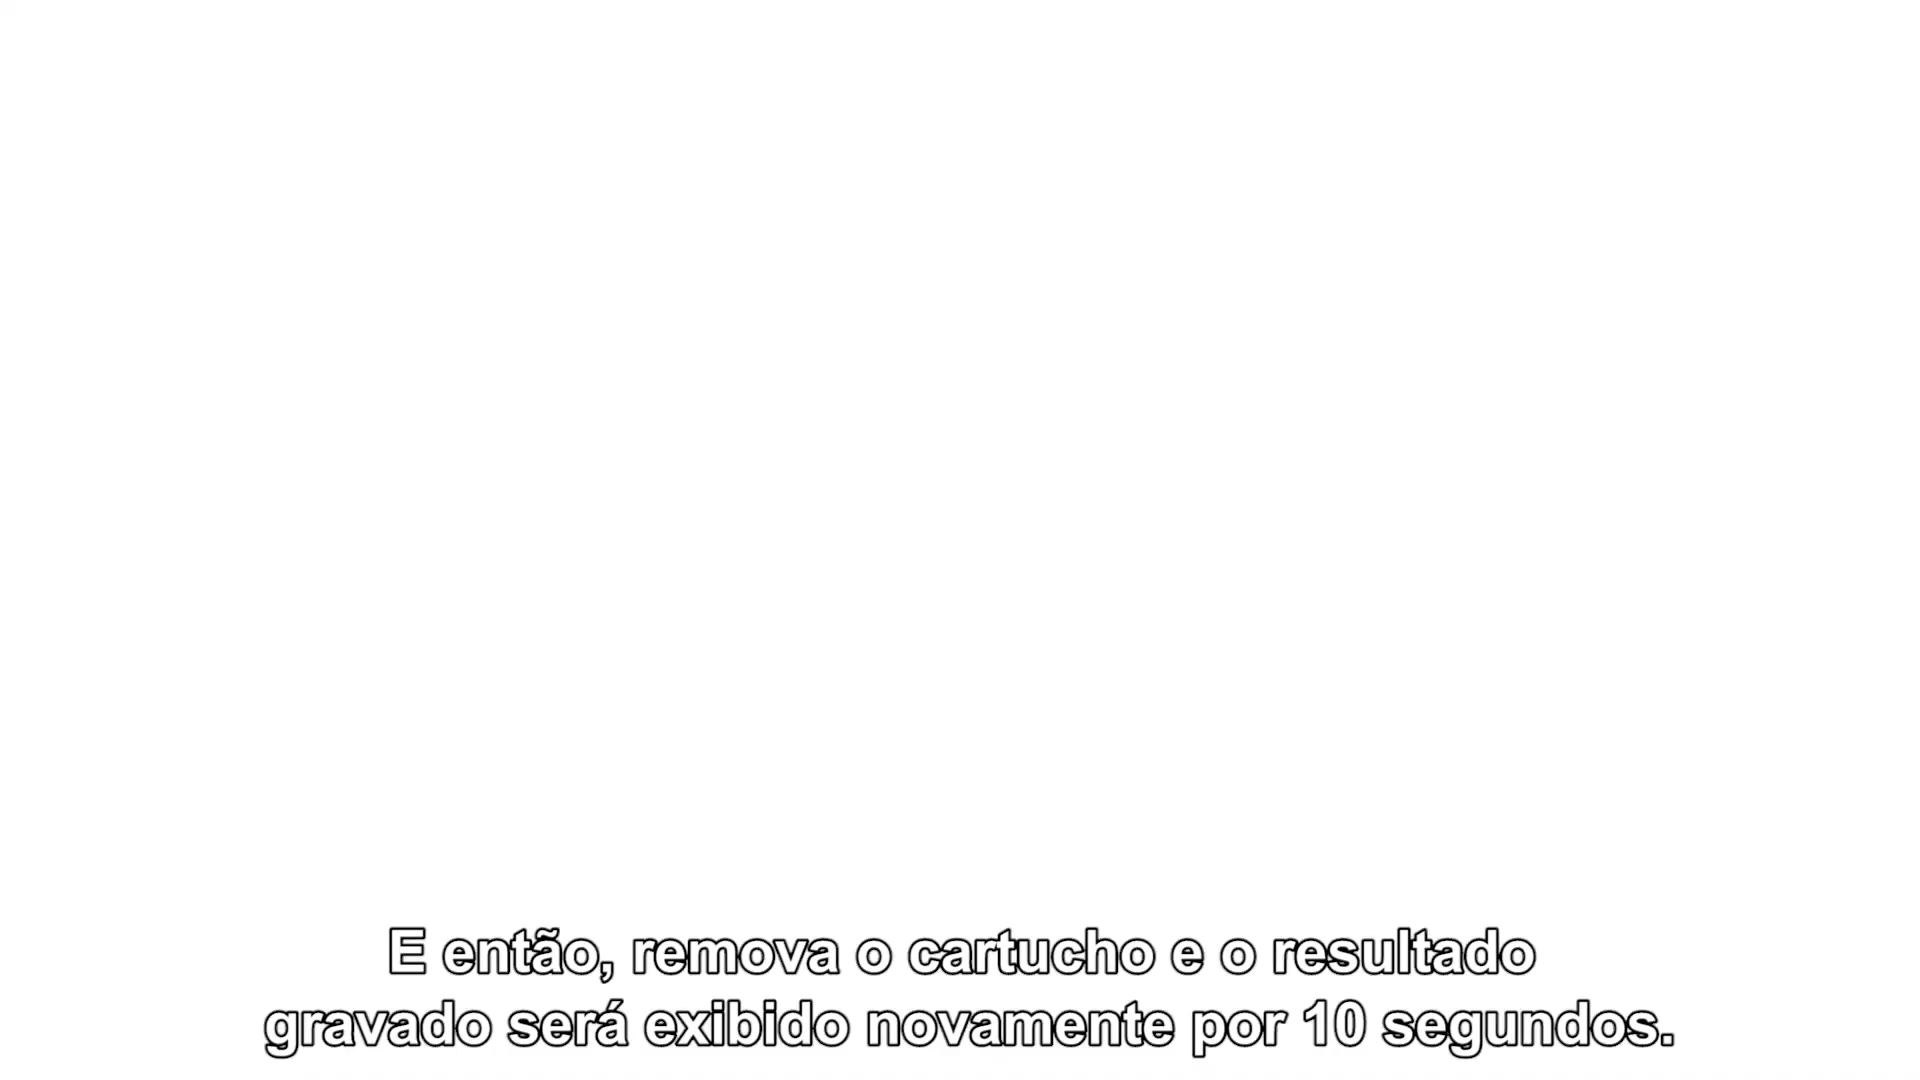 E então, remova o cartucho e o resultado
gravado será exibido novamente por 10 segundos.